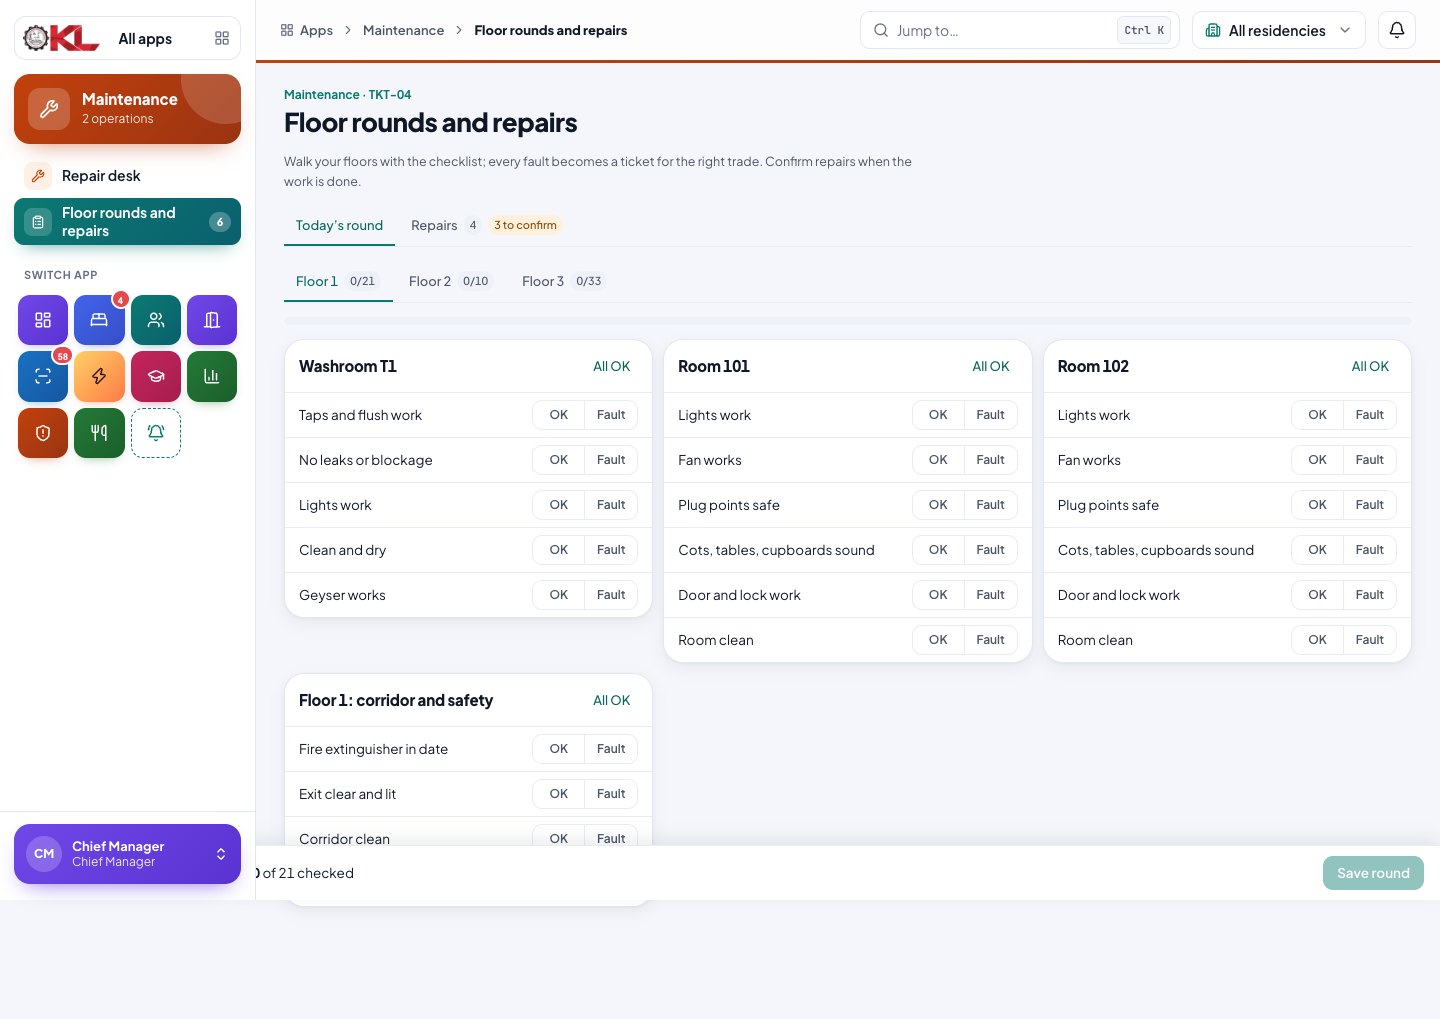 KL
All apps
Apps
Maintenance
Floor rounds and repairs
Jump to…
Ctrl K
All residencies
Maintenance
2 operations
Repair desk
Floor rounds and
repairs
6
SWITCH APP
4
58
CM
Chief Manager
Chief Manager
Maintenance · TKT-04
Floor rounds and repairs
Walk your floors with the checklist; every fault becomes a ticket for the right trade. Confirm repairs when the
work is done.
Today's round
Repairs 4 3 to confirm
Floor 1 0/21
Floor 2 0/10
Floor 3 0/33
Washroom T1 All OK
Taps and flush work OK Fault
No leaks or blockage OK Fault
Lights work OK Fault
Clean and dry OK Fault
Geyser works OK Fault
Room 101 All OK
Lights work OK Fault
Fan works OK Fault
Plug points safe OK Fault
Cots, tables, cupboards sound OK Fault
Door and lock work OK Fault
Room clean OK Fault
Room 102 All OK
Lights work OK Fault
Fan works OK Fault
Plug points safe OK Fault
Cots, tables, cupboards sound OK Fault
Door and lock work OK Fault
Room clean OK Fault
Floor 1: corridor and safety All OK
Fire extinguisher in date OK Fault
Exit clear and lit OK Fault
Corridor clean OK Fault
0 of 21 checked
Save round